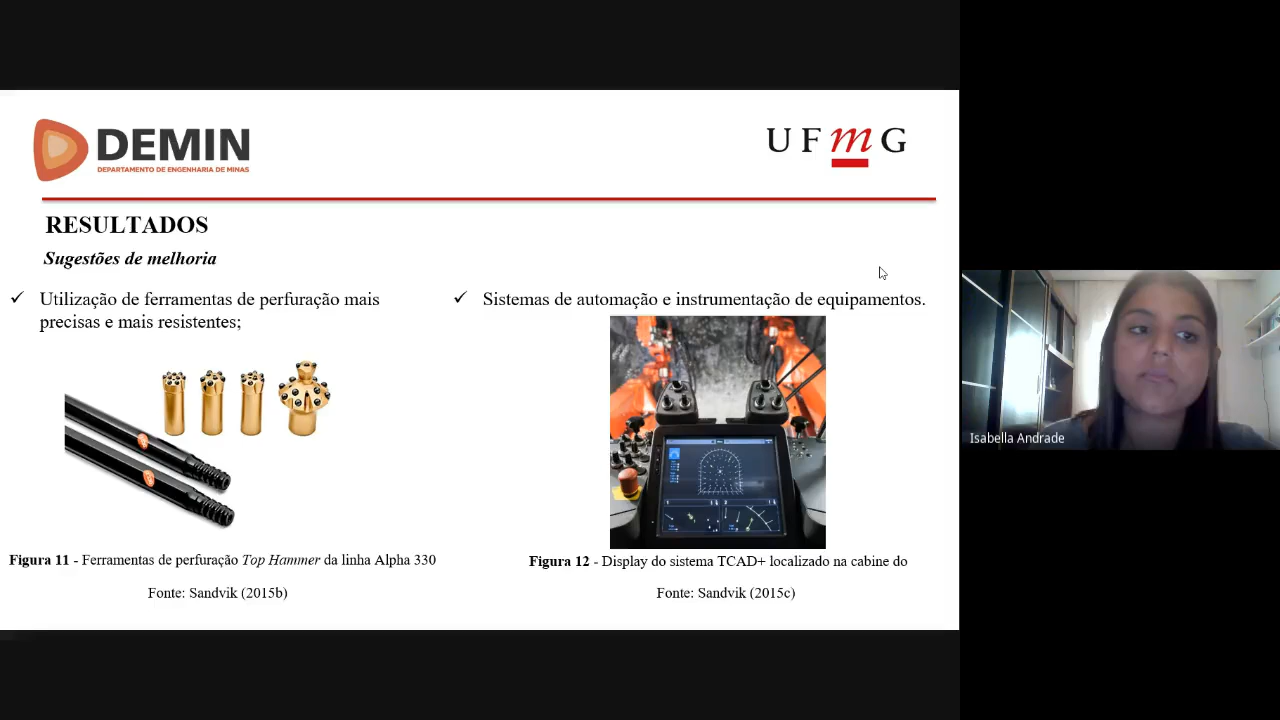 DEMIN
DEPARTAMENTO DE ENGENHARIA DE MINAS
UFmG
RESULTADOS
Sugestões de melhoria
✓ Utilização de ferramentas de perfuração mais
precisas e mais resistentes;
✓ Sistemas de automação e instrumentação de equipamentos.
Figura 11 - Ferramentas de perfuração Top Hammer da linha Alpha 330
Fonte: Sandvik (2015b)
Figura 12 - Display do sistema TCAD+ localizado na cabine do
Fonte: Sandvik (2015c)
Isabella Andrade